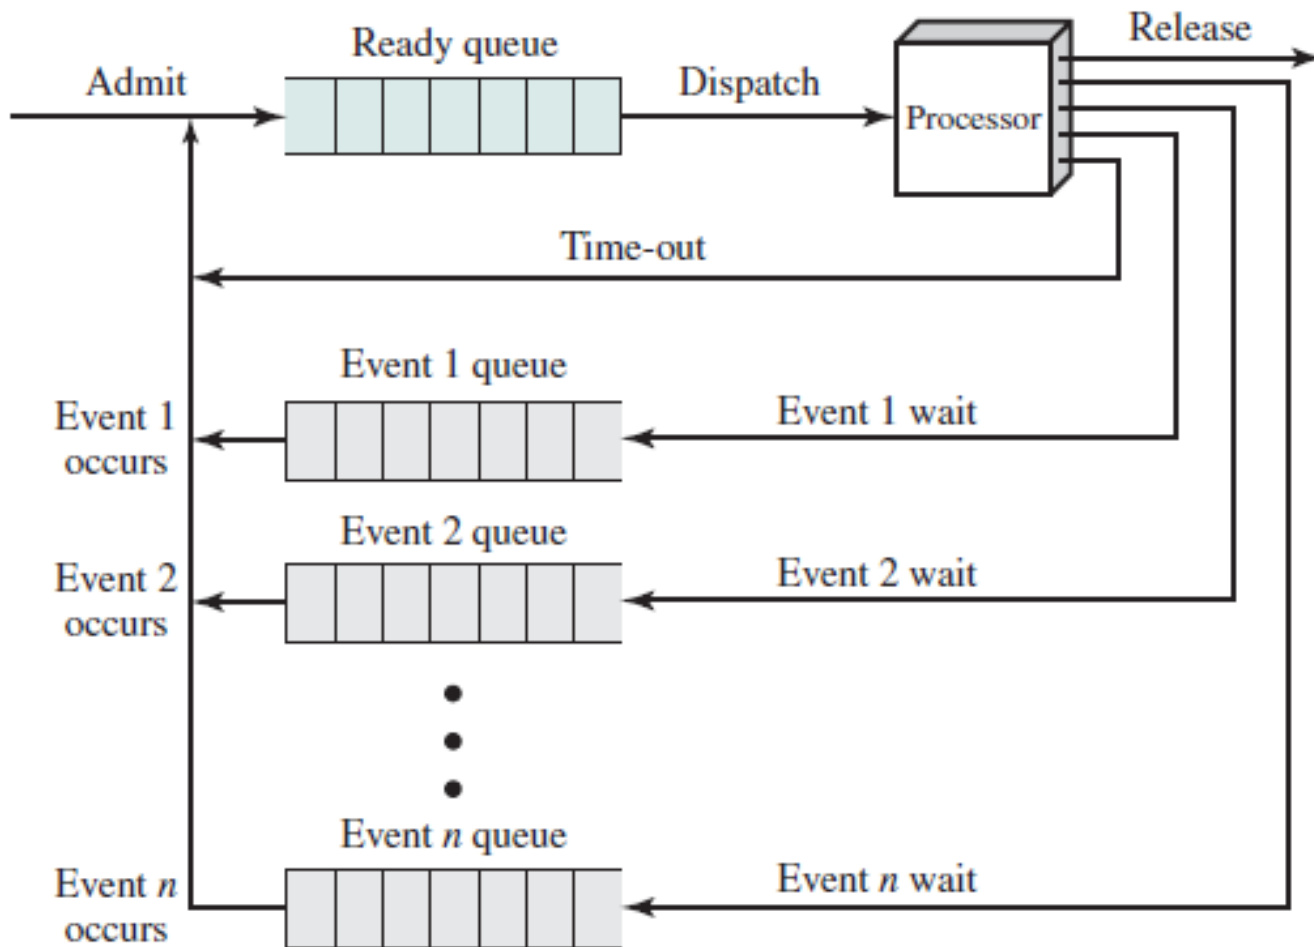 Release
Ready queue
Admit
Dispatch
Processor
Time-out
Event 1 queue
Event 1
occurs
Event 1 wait
Event 2 queue
Event 2
occurs
Event 2 wait
Event n queue
Event n
occurs
Event n wait